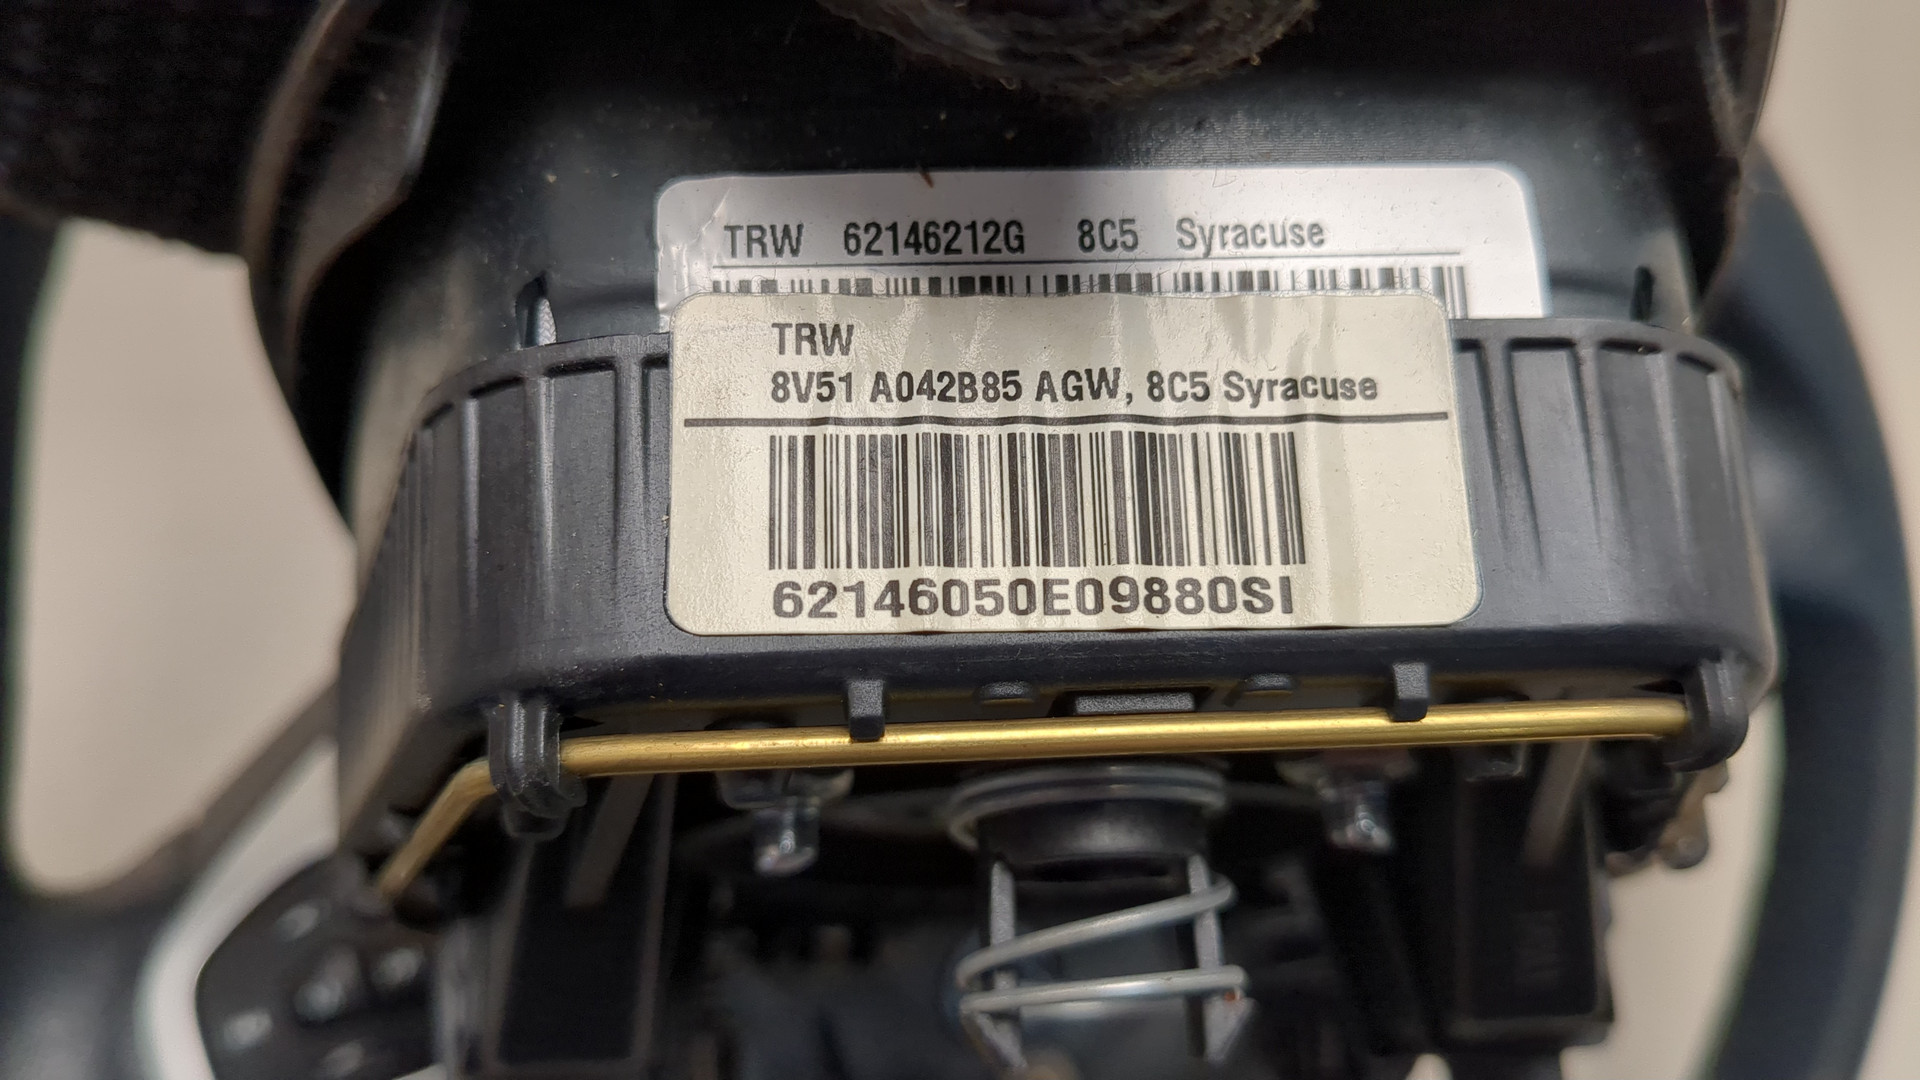 TRW 62146212G 8C5 Syracuse
TRW
8V51 A042B85 AGW, 8C5 Syracuse
62146050E09880SI